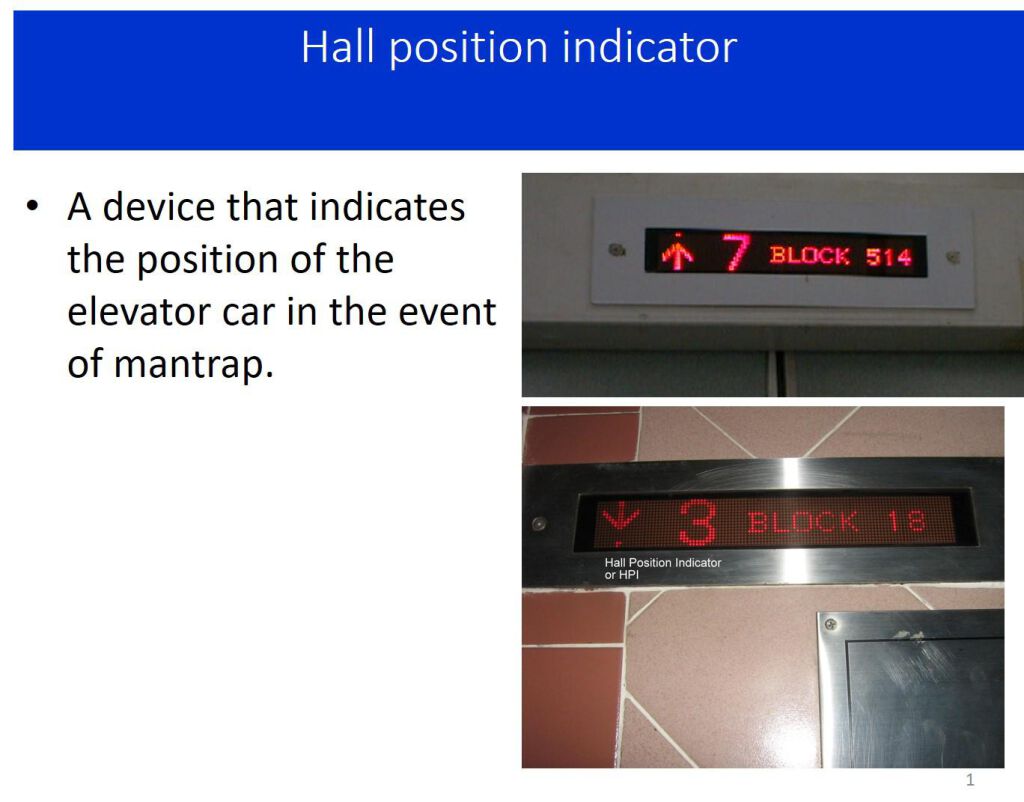 Hall position indicator
• A device that indicates
the position of the
elevator car in the event
of mantrap.
↑ 7 BLOCK 514
↓ 3 BLOCK 18
Hall Position Indicator
or HPI
1